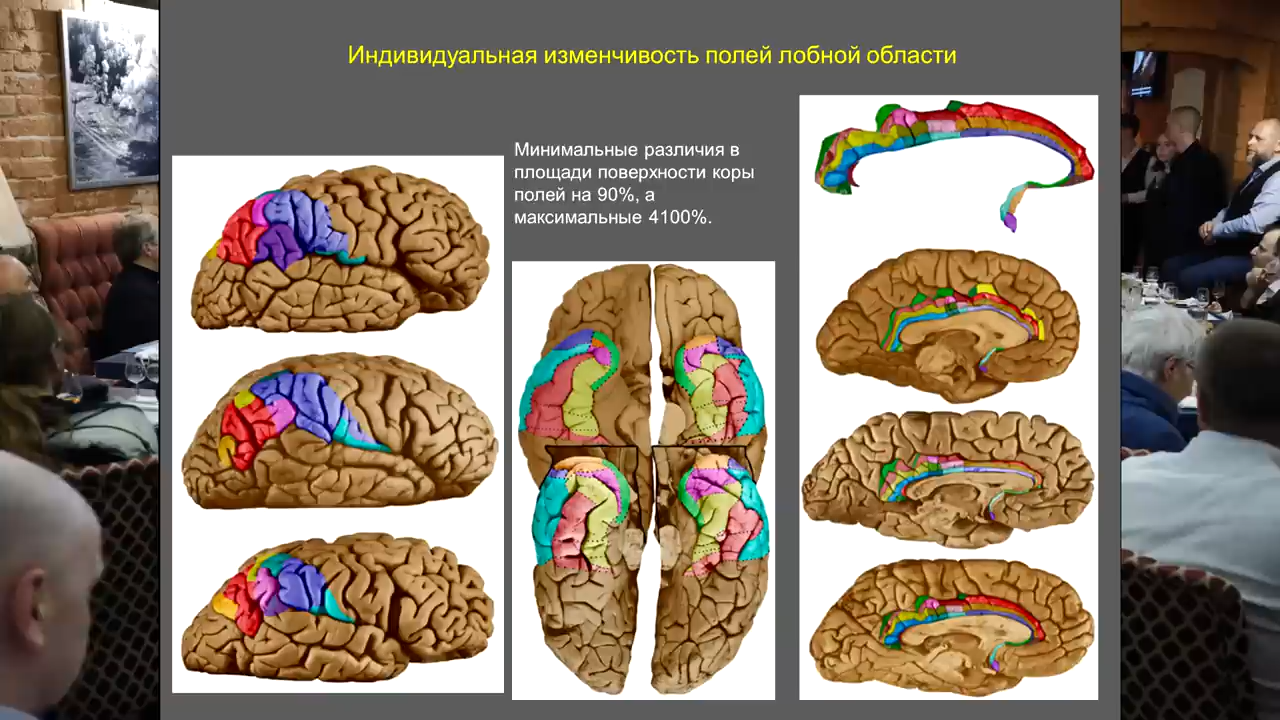 Индивидуальная изменчивость полей лобной области
Минимальные различия в
площади поверхности коры
полей на 90%, а
максимальные 4100%.